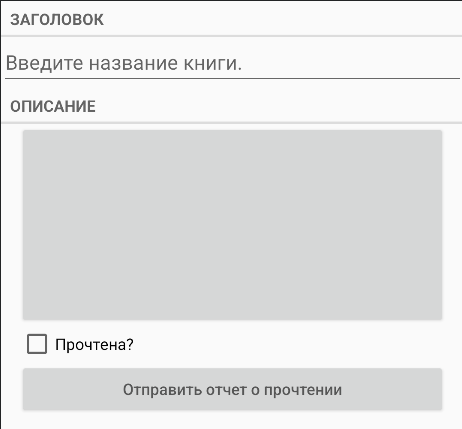 ЗАГОЛОВОК
Введите название книги.
ОПИСАНИЕ
Прочтена?
Отправить отчет о прочтении